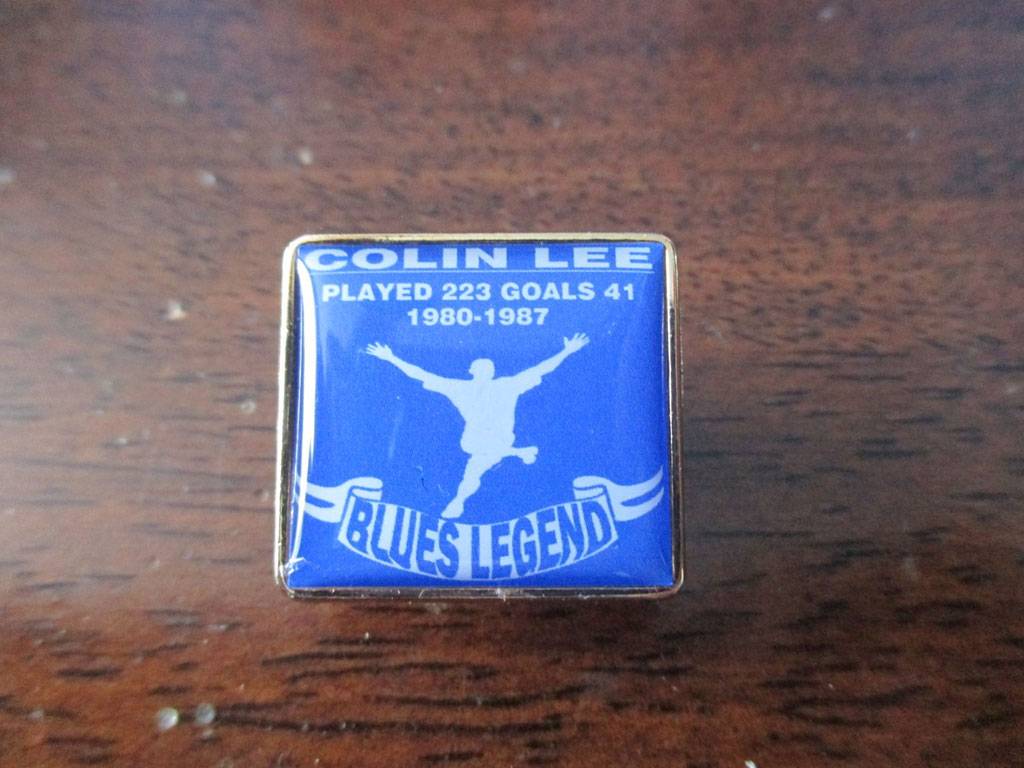 COLIN LEE
PLAYED 223 GOALS 41
1980-1987
BLUES LEGEND